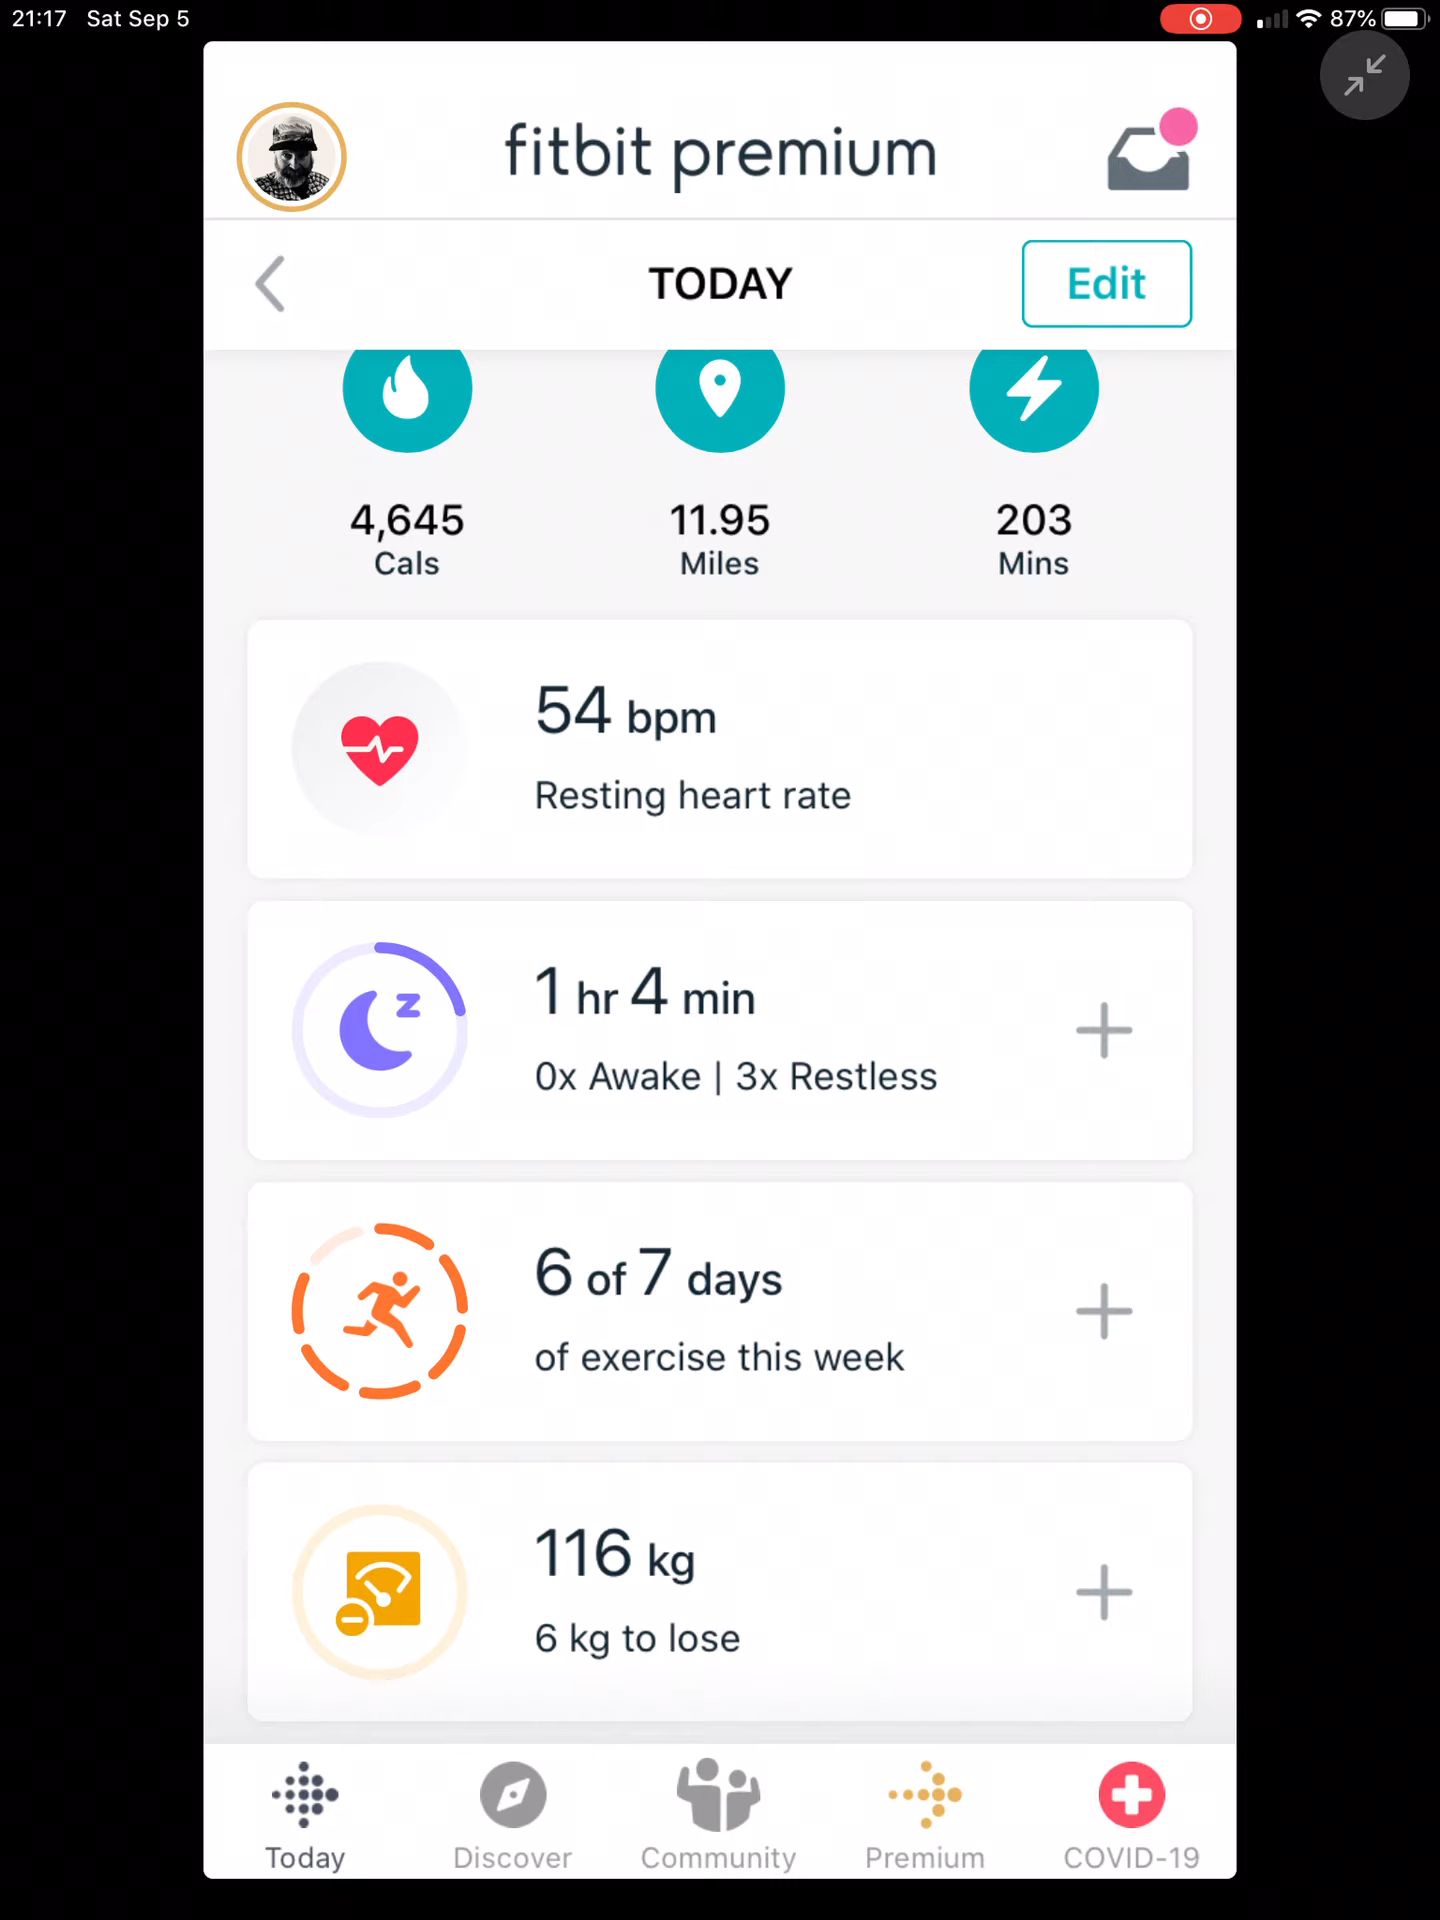 21:17 Sat Sep 5 87%
fitbit premium
TODAY Edit
4,645 11.95 203
Cals Miles Mins
54 bpm
Resting heart rate
1 hr 4 min
0x Awake | 3x Restless
6 of 7 days
of exercise this week
116 kg
6 kg to lose
Today Discover Community Premium COVID-19